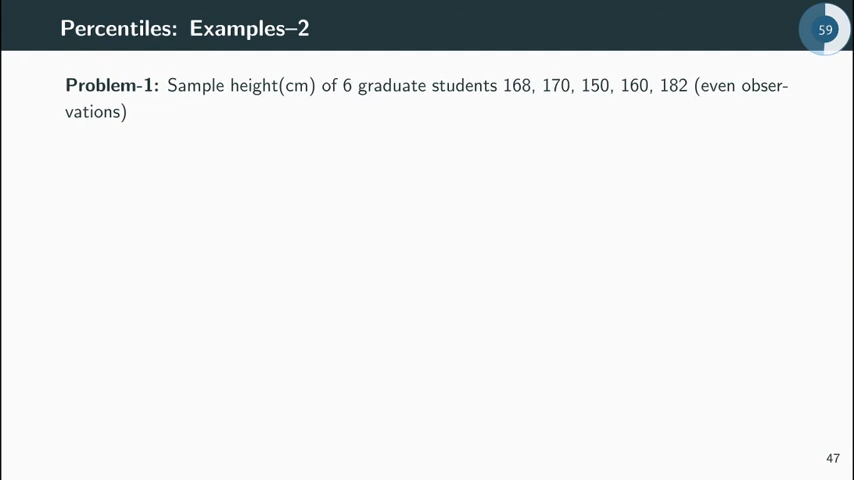 Percentiles: Examples–2
59
Problem-1: Sample height(cm) of 6 graduate students 168, 170, 150, 160, 182 (even obser-
vations)
47